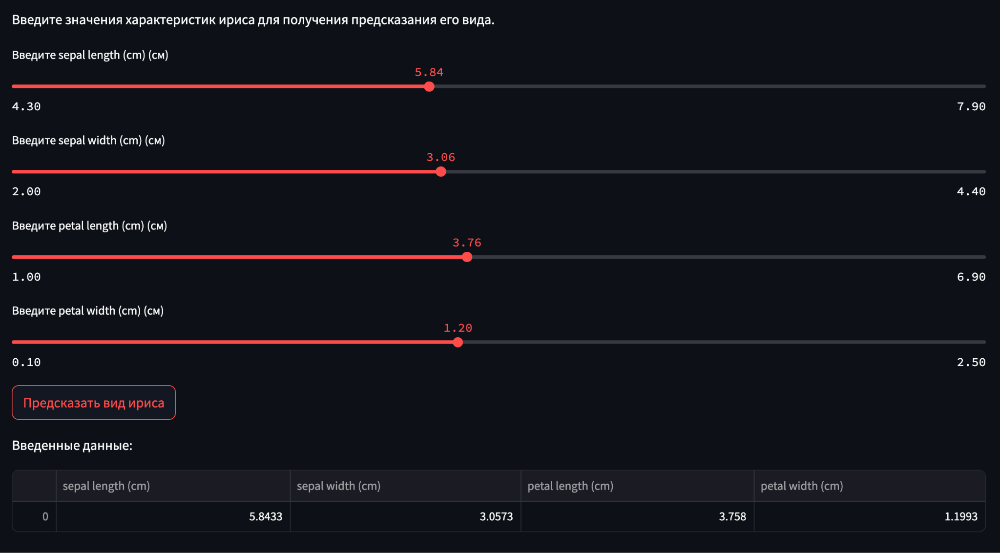 Введите значения характеристик ириса для получения предсказания его вида.
Введите sepal length (cm) (см)
5.84
4.30 7.90
Введите sepal width (cm) (см)
3.06
2.00 4.40
Введите petal length (cm) (см)
3.76
1.00 6.90
Введите petal width (cm) (см)
1.20
0.10 2.50
Предсказать вид ириса
Введенные данные:
sepal length (cm) sepal width (cm) petal length (cm) petal width (cm)
0 5.8433 3.0573 3.758 1.1993